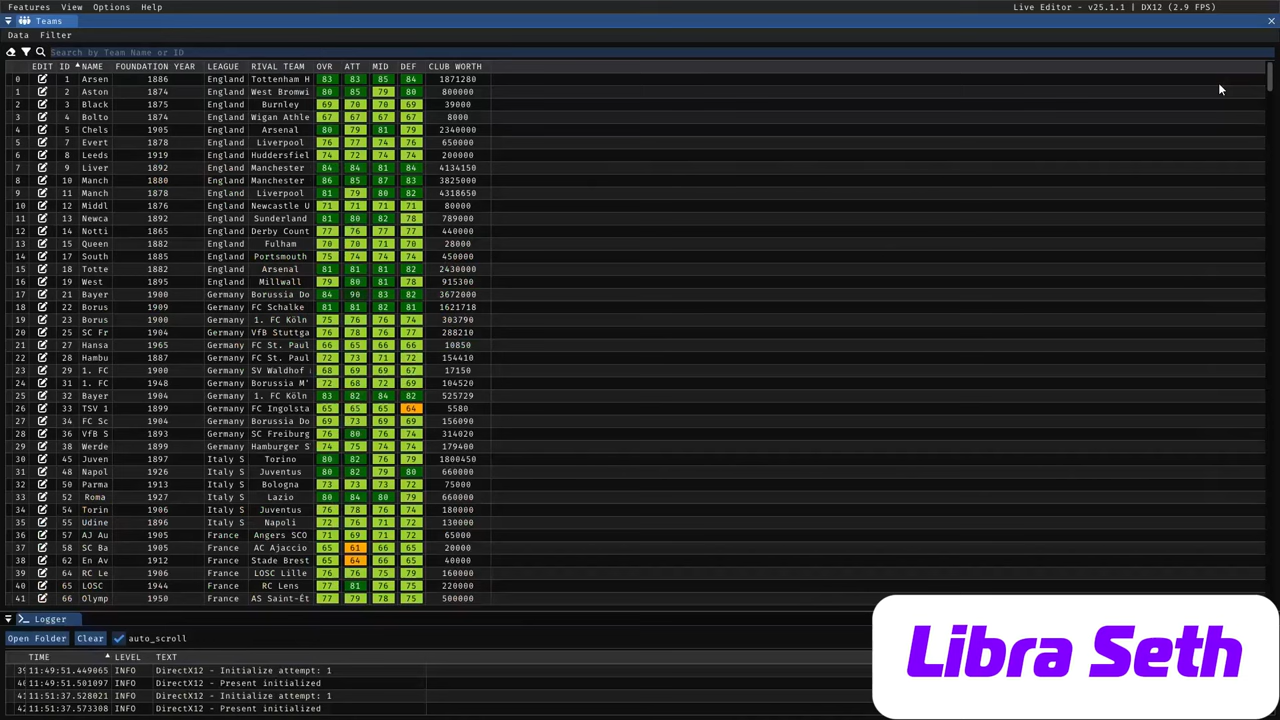 Features View Options Help Live Editor - v25.1.1 | DX12 (2.9 FPS)
Teams
Data Filter
Search by Team Name or ID
EDIT ID NAME FOUNDATION YEAR LEAGUE RIVAL TEAM OVR ATT MID DEF CLUB WORTH
0 1 Arsen 1886 England Tottenham H 83 83 85 84 1871280
1 2 Aston 1874 England West Bromwi 80 85 79 80 800000
2 3 Black 1875 England Burnley 69 70 70 69 39000
3 4 Bolto 1874 England Wigan Athle 67 67 67 67 8000
4 5 Chels 1905 England Arsenal 80 79 81 79 2340000
5 7 Evert 1878 England Liverpool 76 77 74 76 650000
6 8 Leeds 1919 England Huddersfiel 74 72 74 74 200000
7 9 Liver 1892 England Manchester 84 84 81 84 4134150
8 10 Manch 1880 England Manchester 86 85 87 83 3825000
9 11 Manch 1878 England Liverpool 81 79 80 82 4318650
10 12 Middl 1876 England Newcastle U 71 71 71 71 80000
11 13 Newca 1892 England Sunderland 81 80 82 78 789000
12 14 Notti 1865 England Derby Count 77 76 77 77 440000
13 15 Queen 1882 England Fulham 70 70 71 70 28000
14 17 South 1885 England Portsmouth 75 74 74 74 450000
15 18 Totte 1882 England Arsenal 81 81 81 82 2430000
16 19 West 1895 England Millwall 79 80 81 78 915300
17 21 Bayer 1900 Germany Borussia Do 84 90 83 82 3672000
18 22 Borus 1909 Germany FC Schalke 81 81 82 81 1621718
19 23 Borus 1900 Germany 1. FC Köln 75 76 76 74 303790
20 25 SC Fr 1904 Germany VfB Stuttga 76 78 76 77 288210
21 27 Hansa 1965 Germany FC St. Paul 66 65 66 66 10850
22 28 Hambu 1887 Germany FC St. Paul 72 73 71 72 154410
23 29 1. FC 1900 Germany SV Waldhof 68 69 69 67 17150
24 31 1. FC 1948 Germany Borussia M' 72 68 72 69 104520
25 32 Bayer 1904 Germany 1. FC Köln 83 82 84 82 525729
26 33 TSV 1 1899 Germany FC Ingolsta 65 65 65 64 5580
27 34 FC Sc 1904 Germany Borussia Do 69 73 69 69 156090
28 36 VfB S 1893 Germany SC Freiburg 76 80 76 74 314020
29 38 Werde 1899 Germany Hamburger S 74 75 74 74 179400
30 45 Juven 1897 Italy S Torino 80 82 76 79 1800450
31 48 Napol 1926 Italy S Juventus 80 82 79 80 660000
32 50 Parma 1913 Italy S Bologna 73 73 73 72 75000
33 52 Roma 1927 Italy S Lazio 80 84 80 79 660000
34 54 Torin 1906 Italy S Juventus 76 78 76 74 180000
35 55 Udine 1896 Italy S Napoli 72 76 71 72 130000
36 57 AJ Au 1905 France Angers SCO 71 69 71 72 65000
37 58 SC Ba 1905 France AC Ajaccio 65 61 66 65 20000
38 62 En Av 1912 France Stade Brest 65 64 66 65 40000
39 64 RC Le 1906 France LOSC Lille 76 76 75 79 160000
40 65 LOSC 1944 France RC Lens 77 81 76 75 220000
41 66 Olymp 1950 France AS Saint-Ét 77 79 78 75 500000
Logger
Open Folder Clear auto_scroll
TIME LEVEL TEXT
39 11:49:51.449065 INFO DirectX12 - Initialize attempt: 1
40 11:49:51.501097 INFO DirectX12 - Present initialized
41 11:51:37.528021 INFO DirectX12 - Initialize attempt: 1
42 11:51:37.573308 INFO DirectX12 - Present initialized
Libra Seth